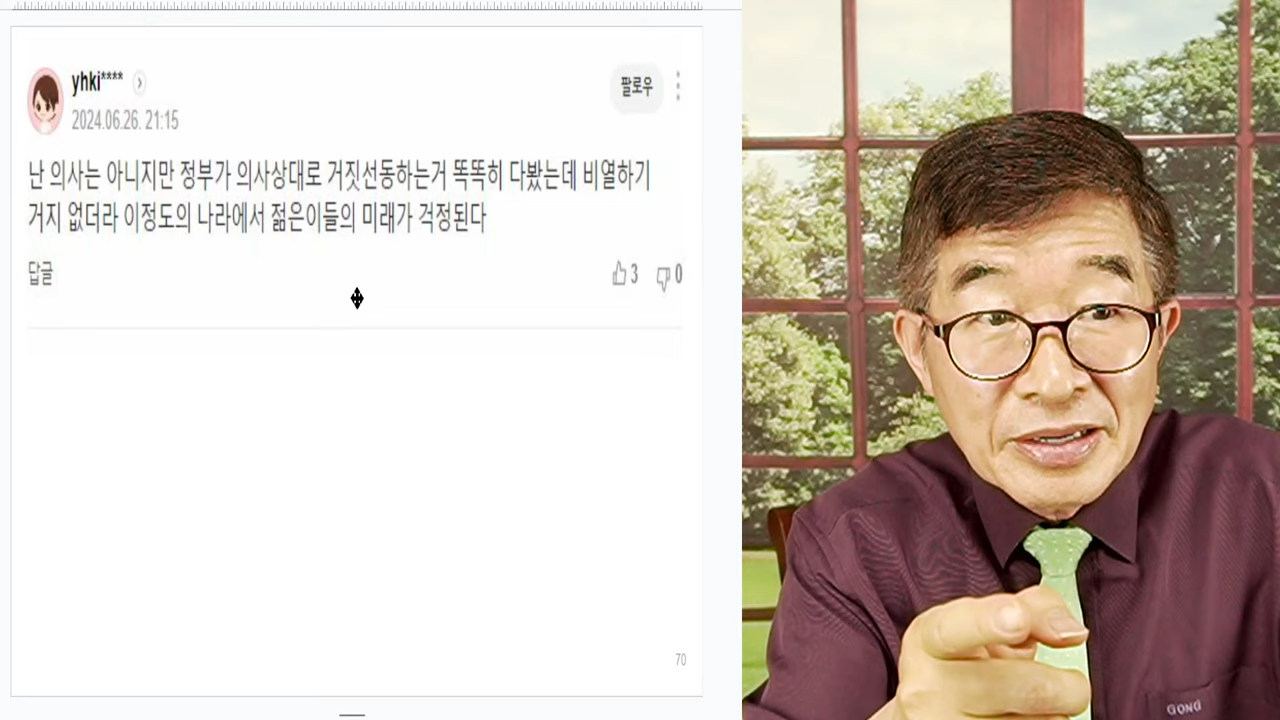 yhki****
팔로우
2024.06.26. 21:15
난 의사는 아니지만 정부가 의사상대로 거짓선동하는거 똑똑히 다봤는데 비열하기
거지 없더라 이정도의 나라에서 젊은이들의 미래가 걱정된다
답글
3 0
70
GONG